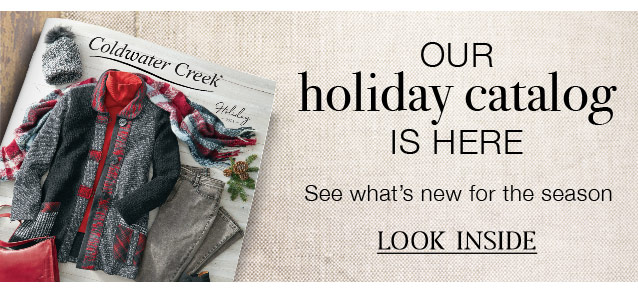 Coldwater Creek
Holiday
OUR
holiday catalog
IS HERE
See what's new for the season
LOOK INSIDE